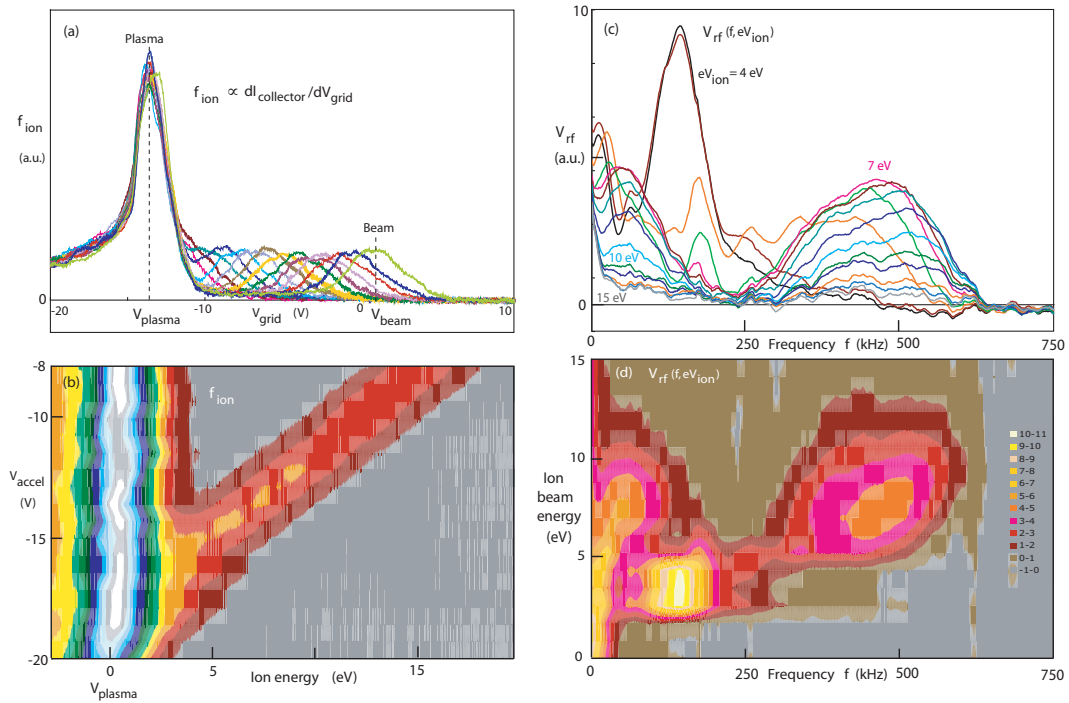 (a)
Plasma
f ion ∝ dI collector /dV grid
f ion
(a.u.)
Beam
0
-20
-10
0
10
V plasma
V grid (V)
V beam
(c)
10
V rf (f, eV ion)
eV ion = 4 eV
V rf
(a.u.)
7 eV
10 eV
15 eV
0
0
250
500
750
Frequency f (kHz)
(b)
f ion
-8
-10
-15
-20
V accel
(V)
0
5
15
Ion energy (eV)
V plasma
(d)
V rf (f, eV ion)
15
10
5
0
Ion
beam
energy
(eV)
10-11
9-10
8-9
7-8
6-7
5-6
4-5
3-4
2-3
1-2
0-1
-1-0
0
250
500
750
Frequency f (kHz)